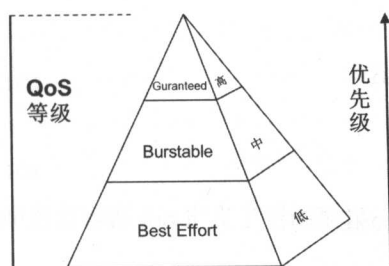 QoS
等级
Guranteed
高
Burstable
中
Best Effort
低
优先级